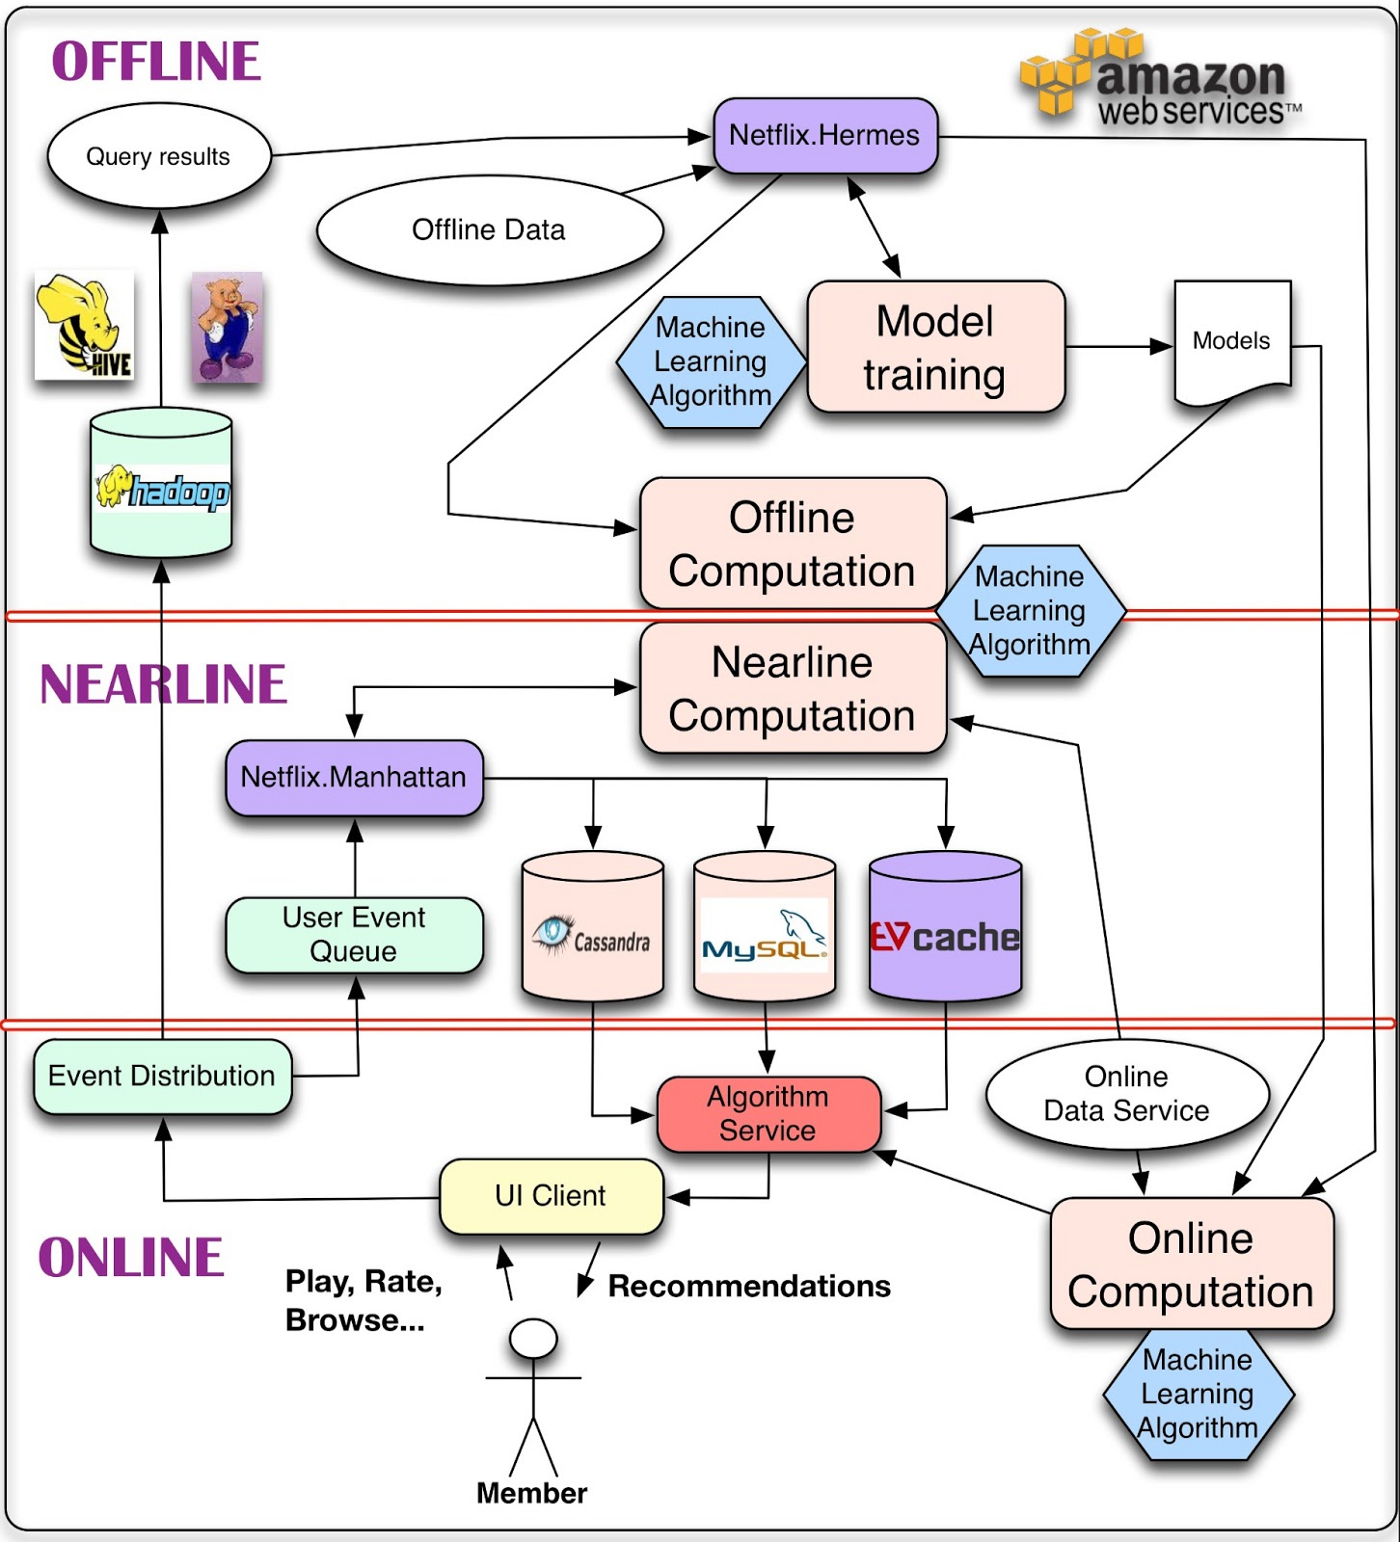 OFFLINE
amazon
web services™
Query results
Netflix.Hermes
Offline Data
HIVE
Machine
Learning
Algorithm
Model
training
Models
hadoop
Offline
Computation
Machine
Learning
Algorithm
NEARLINE
Nearline
Computation
Netflix.Manhattan
User Event
Queue
Cassandra
MySQL®
EVcache
Event Distribution
Algorithm
Service
Online
Data Service
UI Client
ONLINE
Play, Rate,
Browse...
Recommendations
Online
Computation
Machine
Learning
Algorithm
Member